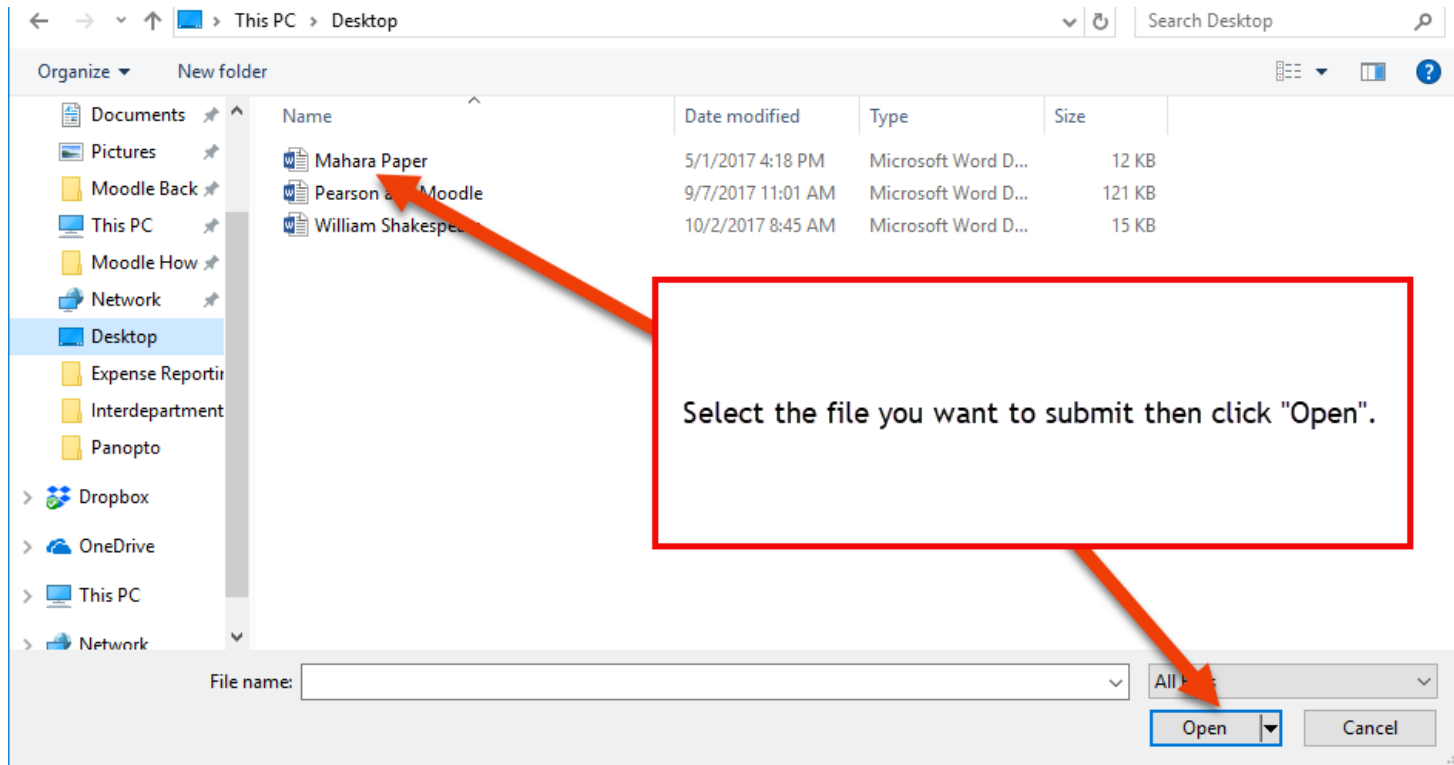 This PC > Desktop
Search Desktop
Organize
New folder
Documents
Pictures
Moodle Back
This PC
Moodle How
Network
Desktop
Expense Reportin
Interdepartment
Panopto
Dropbox
OneDrive
This PC
Network
Name Date modified Type Size
Mahara Paper 5/1/2017 4:18 PM Microsoft Word D... 12 KB
Pearson Moodle 9/7/2017 11:01 AM Microsoft Word D... 121 KB
William 10/2/2017 8:45 AM Microsoft Word D... 15 KB
Select the file you want to submit then click "Open".
File name:
All
Open Cancel